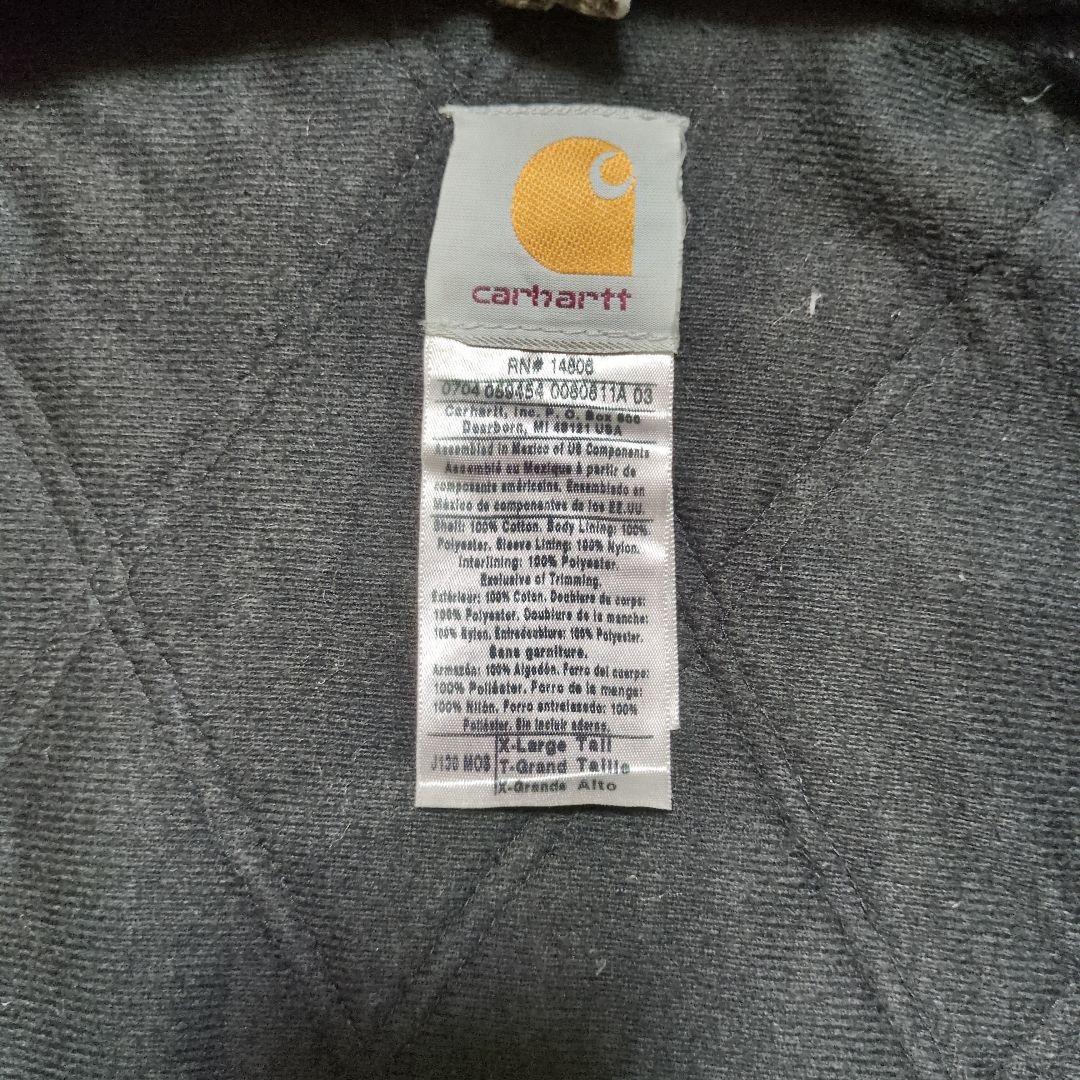 carhartt
RN# 14806
0704 059454 0080811A 03
Carhartt, Inc. P. O. Box 600
Dearborn, MI 48121 USA
Assembled in Mexico of US Components
Assemblé au Mexique à partir de
composants américains. Ensamblado en
México de componentes de los EE.UU.
Shell: 100% Cotton. Body Lining: 100%
Polyester. Sleeve Lining: 100% Nylon.
Interlining: 100% Polyester.
Exclusive of Trimming.
Extérieur: 100% Coton. Doublure de corps:
100% Polyester. Doublure de la manche:
100% Nylon. Entredoublure: 100% Polyester.
Sans garniture.
Armazón: 100% Algodón. Forro del cuerpo:
100% Poliéster. Forro de la manga:
100% Nilón. Forro entrelazado: 100%
Poliéster. Sin incluir adorno.
J130 MOS
X-Large Tall
T-Grand Taille
X-Grande Alto